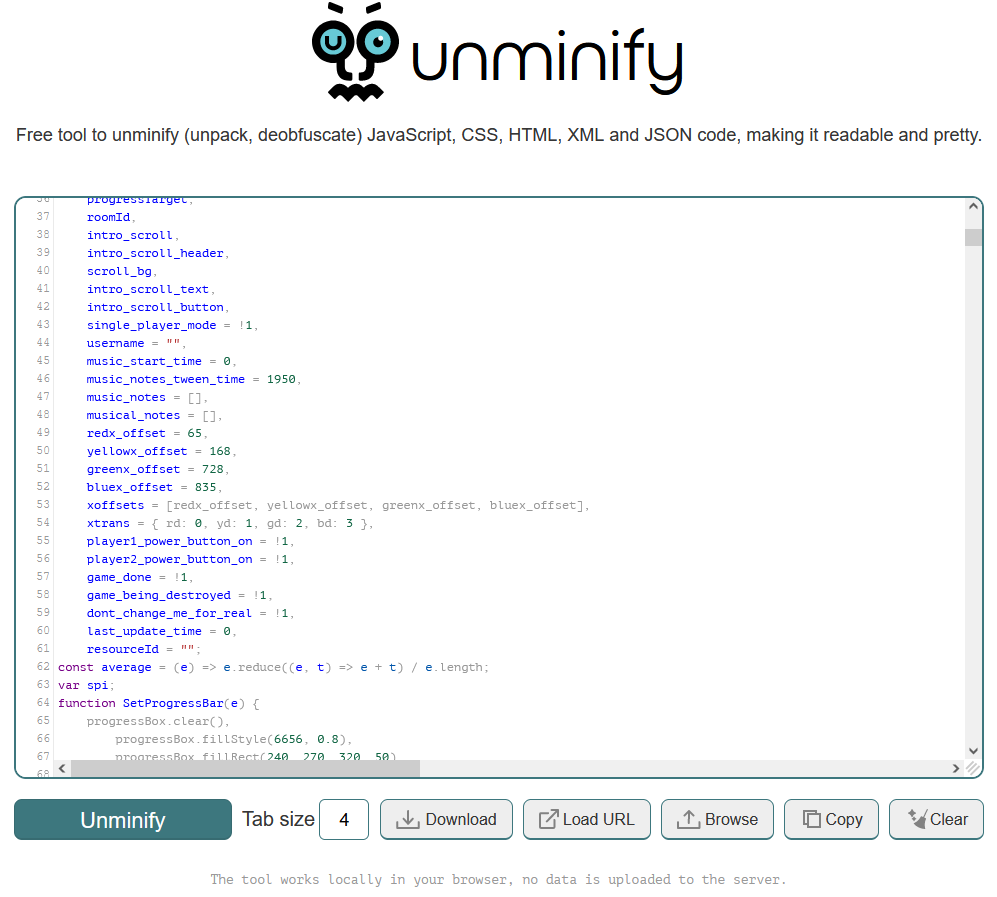 unminify
Free tool to unminify (unpack, deobfuscate) JavaScript, CSS, HTML, XML and JSON code, making it readable and pretty.
36 progressTarget,
37 roomId,
38 intro_scroll,
39 intro_scroll_header,
40 scroll_bg,
41 intro_scroll_text,
42 intro_scroll_button,
43 single_player_mode = !1,
44 username = "",
45 music_start_time = 0,
46 music_notes_tween_time = 1950,
47 music_notes = [],
48 musical_notes = [],
49 redx_offset = 65,
50 yellowx_offset = 168,
51 greenx_offset = 728,
52 bluex_offset = 835,
53 xoffsets = [redx_offset, yellowx_offset, greenx_offset, bluex_offset],
54 xtrans = { rd: 0, yd: 1, gd: 2, bd: 3 },
55 player1_power_button_on = !1,
56 player2_power_button_on = !1,
57 game_done = !1,
58 game_being_destroyed = !1,
59 dont_change_me_for_real = !1,
60 last_update_time = 0,
61 resourceId = "";
62 const average = (e) => e.reduce((e, t) => e + t) / e.length;
63 var spi;
64 function SetProgressBar(e) {
65 progressBox.clear(),
66 progressBox.fillStyle(6656, 0.8),
67 progressBox.fillRect(240, 270, 320, 50)
68
Unminify Tab size 4 Download Load URL Browse Copy Clear
The tool works locally in your browser, no data is uploaded to the server.